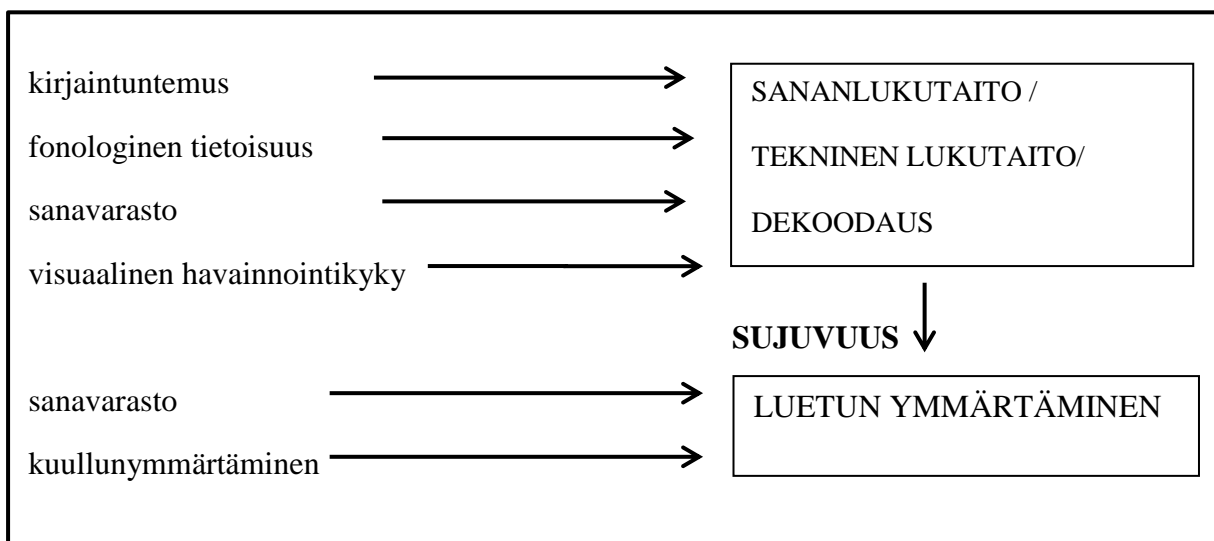 kirjaintuntemus
fonologinen tietoisuus
sanavarasto
visuaalinen havainnointikyky
SANANLUKUTAITO /
TEKNINEN LUKUTAITO/
DEKOODAUS
SUJUVUUS
sanavarasto
kuullunymmärtäminen
LUETUN YMMÄRTÄMINEN